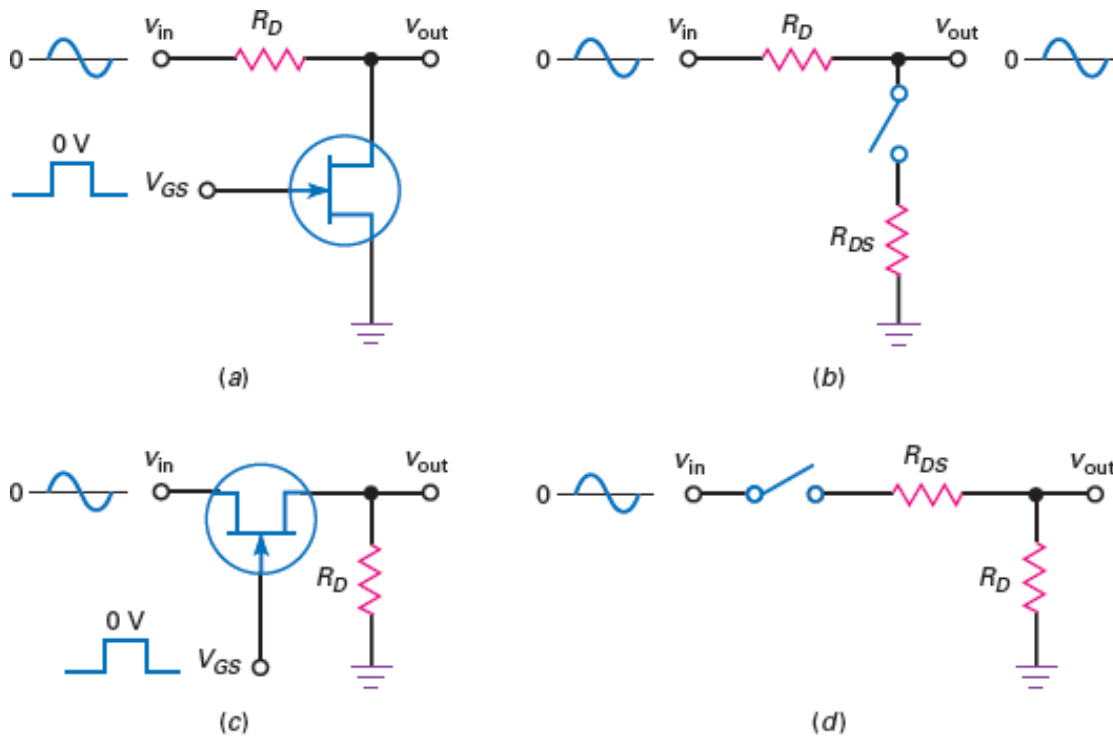 v_in R_D v_out
0
0 V
V_GS
(a)
v_in R_D v_out
0 0
R_DS
(b)
v_in v_out
0
R_D
0 V
V_GS
(c)
v_in R_DS v_out
0
R_D
(d)